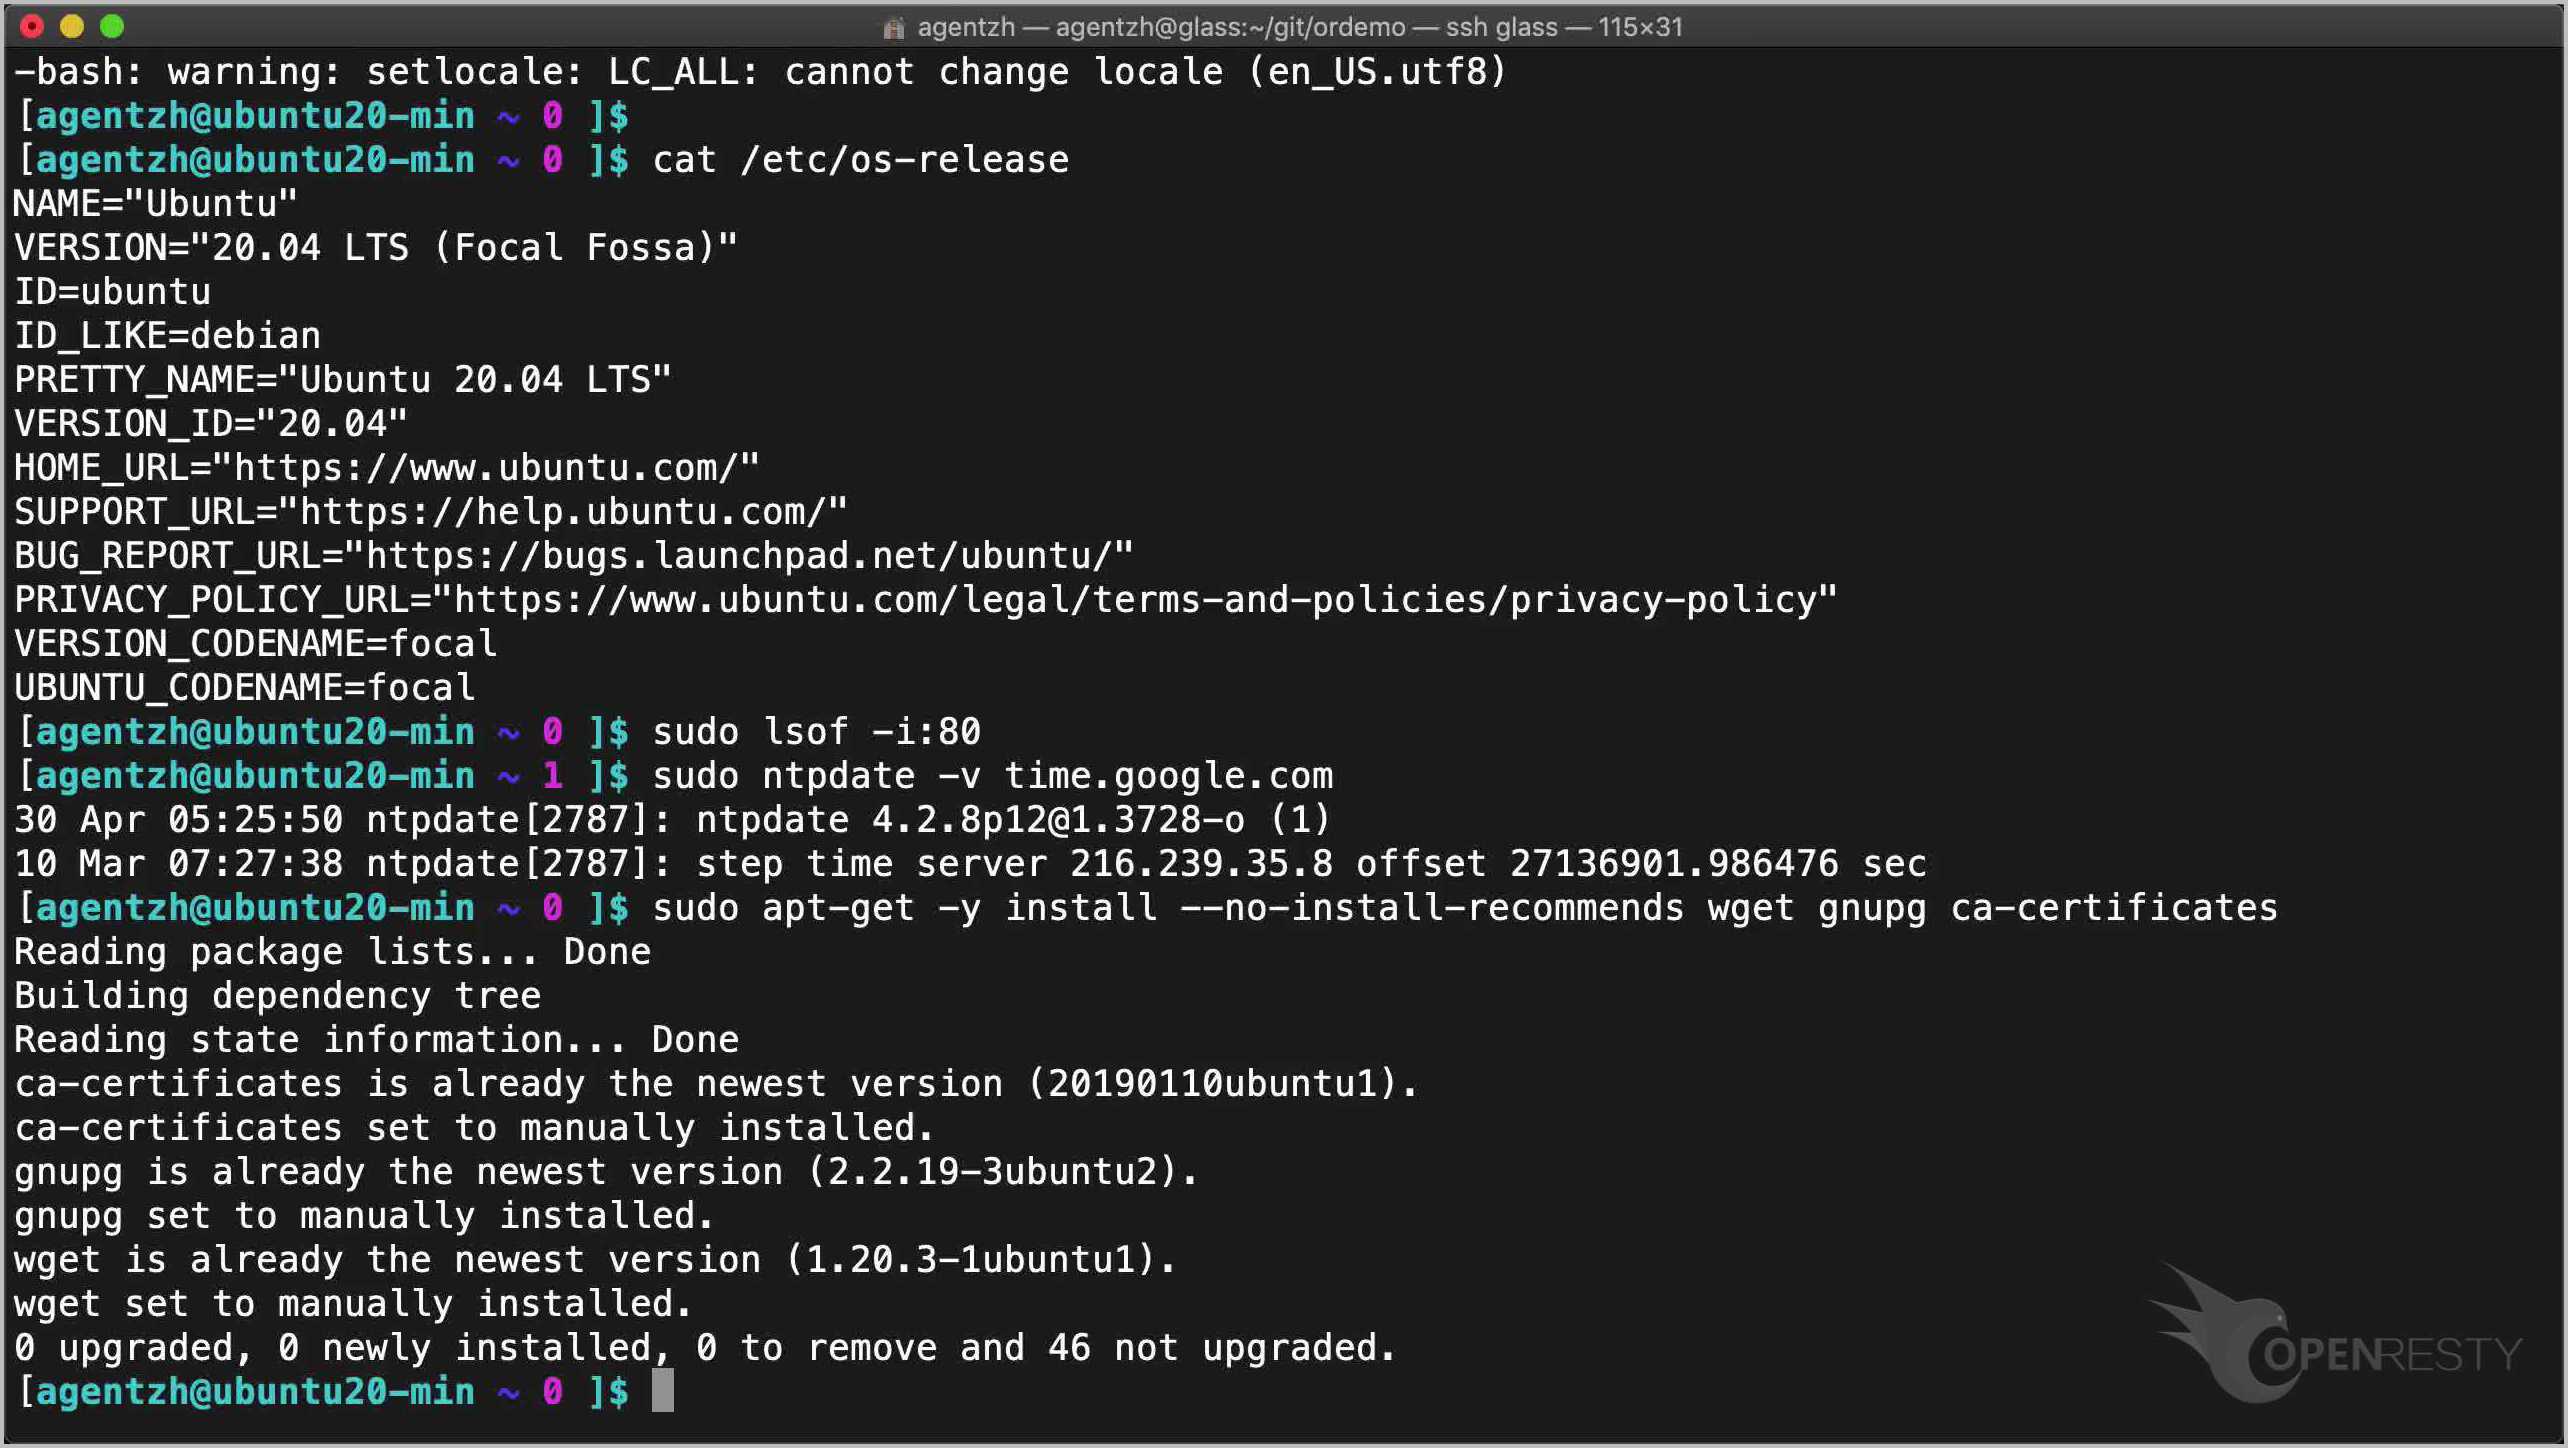 agentzh — agentzh@glass:~/git/ordemo — ssh glass — 115×31
-bash: warning: setlocale: LC_ALL: cannot change locale (en_US.utf8)
[agentzh@ubuntu20-min ~ 0 ]$
[agentzh@ubuntu20-min ~ 0 ]$ cat /etc/os-release
NAME="Ubuntu"
VERSION="20.04 LTS (Focal Fossa)"
ID=ubuntu
ID_LIKE=debian
PRETTY_NAME="Ubuntu 20.04 LTS"
VERSION_ID="20.04"
HOME_URL="https://www.ubuntu.com/"
SUPPORT_URL="https://help.ubuntu.com/"
BUG_REPORT_URL="https://bugs.launchpad.net/ubuntu/"
PRIVACY_POLICY_URL="https://www.ubuntu.com/legal/terms-and-policies/privacy-policy"
VERSION_CODENAME=focal
UBUNTU_CODENAME=focal
[agentzh@ubuntu20-min ~ 0 ]$ sudo lsof -i:80
[agentzh@ubuntu20-min ~ 1 ]$ sudo ntpdate -v time.google.com
30 Apr 05:25:50 ntpdate[2787]: ntpdate 4.2.8p12@1.3728-o (1)
10 Mar 07:27:38 ntpdate[2787]: step time server 216.239.35.8 offset 27136901.986476 sec
[agentzh@ubuntu20-min ~ 0 ]$ sudo apt-get -y install --no-install-recommends wget gnupg ca-certificates
Reading package lists... Done
Building dependency tree
Reading state information... Done
ca-certificates is already the newest version (20190110ubuntu1).
ca-certificates set to manually installed.
gnupg is already the newest version (2.2.19-3ubuntu2).
gnupg set to manually installed.
wget is already the newest version (1.20.3-1ubuntu1).
wget set to manually installed.
0 upgraded, 0 newly installed, 0 to remove and 46 not upgraded.
[agentzh@ubuntu20-min ~ 0 ]$
OPENRESTY